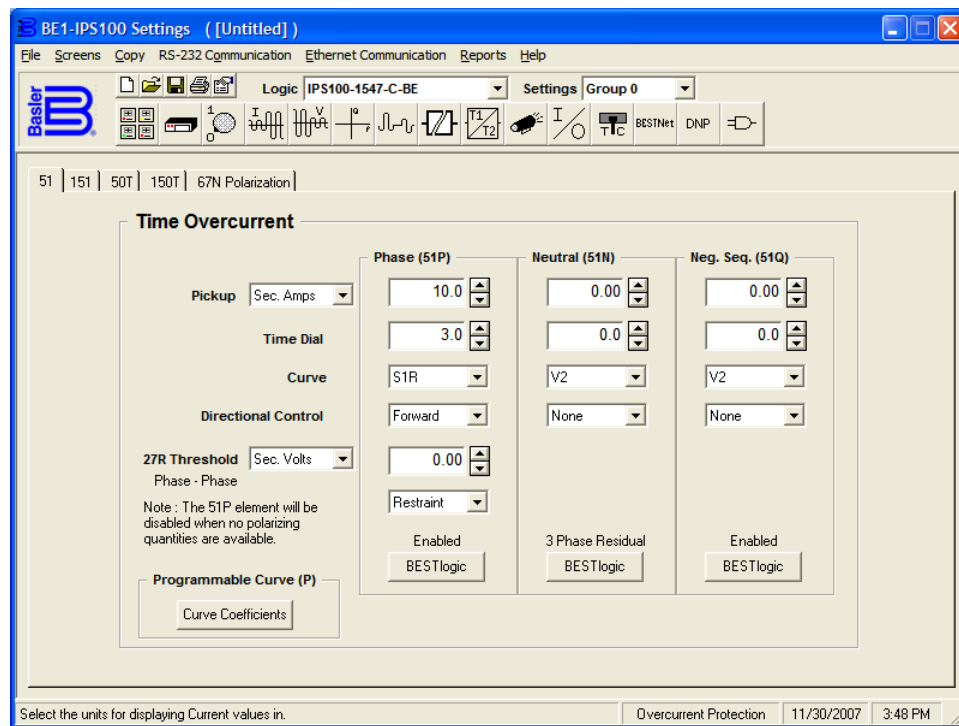 BE1-IPS100 Settings ( [Untitled] )
File Screens Copy RS-232 Communication Ethernet Communication Reports Help
Basler
Logic IPS100-1547-C-BE Settings Group 0
1 0 I V T1 T2 I O T C BESTNet DNP
51 151 50T 150T 67N Polarization
Time Overcurrent
Phase (51P) Neutral (51N) Neg. Seq. (51Q)
Pickup Sec. Amps 10.0 0.00 0.00
Time Dial 3.0 0.0 0.0
Curve S1R V2 V2
Directional Control Forward None None
27R Threshold Sec. Volts 0.00
Phase - Phase
Restraint
Note : The 51P element will be
disabled when no polarizing
quantities are available.
Enabled 3 Phase Residual Enabled
BESTlogic BESTlogic BESTlogic
Programmable Curve (P)
Curve Coefficients
Select the units for displaying Current values in. Overcurrent Protection 11/30/2007 3:48 PM